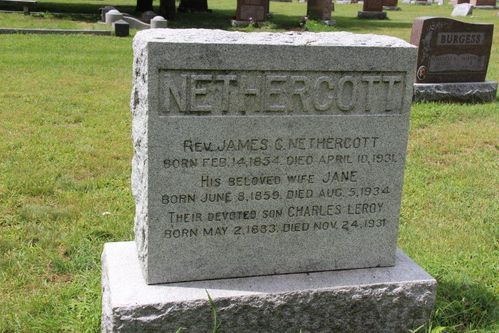 NETHERCOTT
REV. JAMES C. NETHERCOTT
BORN FEB. 14, 1854. DIED APRIL 10, 1931.
HIS BELOVED WIFE JANE
BORN JUNE 8, 1859. DIED AUG. 5, 1934
THEIR DEVOTED SON CHARLES LEROY
BORN MAY 2, 1883. DIED NOV. 24, 1931
BURGESS